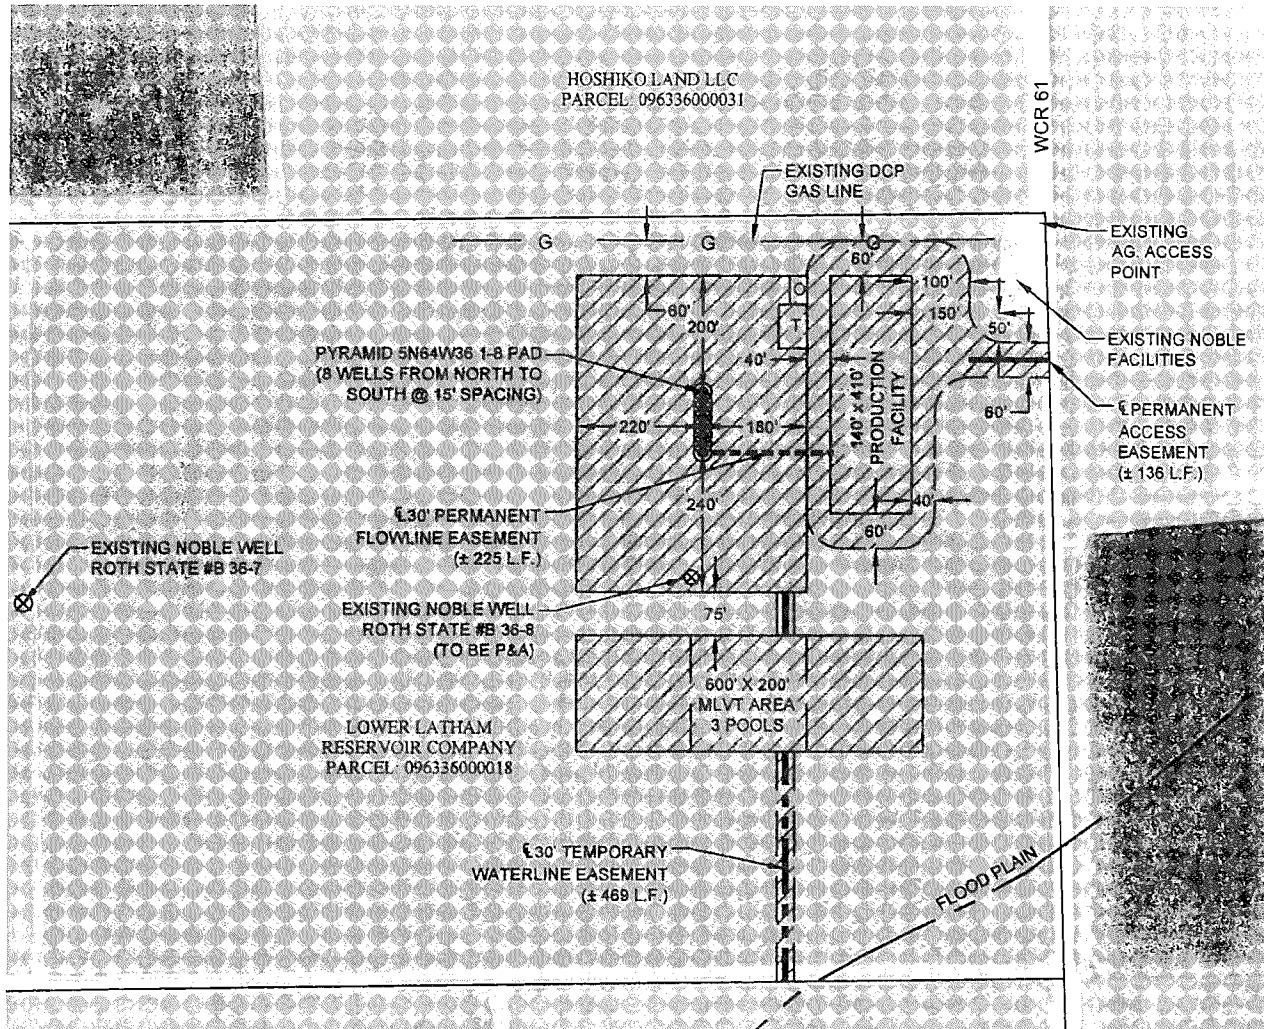 HOSHIKO LAND LLC
PARCEL: 096336000031
WCR 61
EXISTING DCP
GAS LINE
EXISTING
AG. ACCESS
POINT
G
G
G
60'
100'
O
60'
200'
150'
50'
T
EXISTING NOBLE
FACILITIES
PYRAMID 5N64W36 1-8 PAD
(8 WELLS FROM NORTH TO
SOUTH @ 15' SPACING)
40'
140' x 410'
PRODUCTION
FACILITY
60'
℄PERMANENT
ACCESS
EASEMENT
(± 136 L.F.)
220'
180'
240'
40'
℄30' PERMANENT
FLOWLINE EASEMENT
(± 225 L.F.)
60'
EXISTING NOBLE WELL
ROTH STATE #B 36-7
EXISTING NOBLE WELL
ROTH STATE #B 36-8
(TO BE P&A)
75'
600' X 200'
MLVT AREA
3 POOLS
LOWER LATHAM
RESERVOIR COMPANY
PARCEL: 096336000018
℄30' TEMPORARY
WATERLINE EASEMENT
(± 469 L.F.)
FLOOD PLAIN